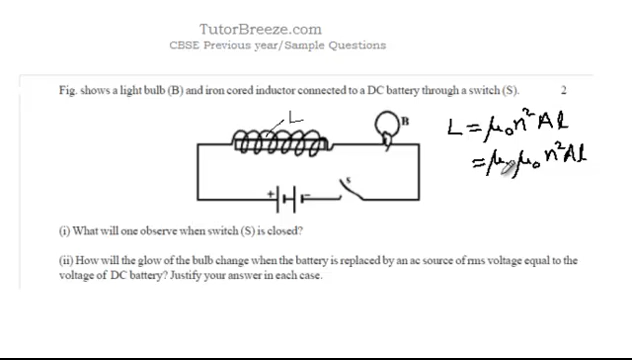 TutorBreeze.com
CBSE Previous year/Sample Questions
Fig. shows a light bulb (B) and iron cored inductor connected to a DC battery through a switch (S). 2
L
B
L = μ₀n²Al
= μᵣμ₀n²Al
+
s
(i) What will one observe when switch (S) is closed?
(ii) How will the glow of the bulb change when the battery is replaced by an ac source of rms voltage equal to the
voltage of DC battery? Justify your answer in each case.